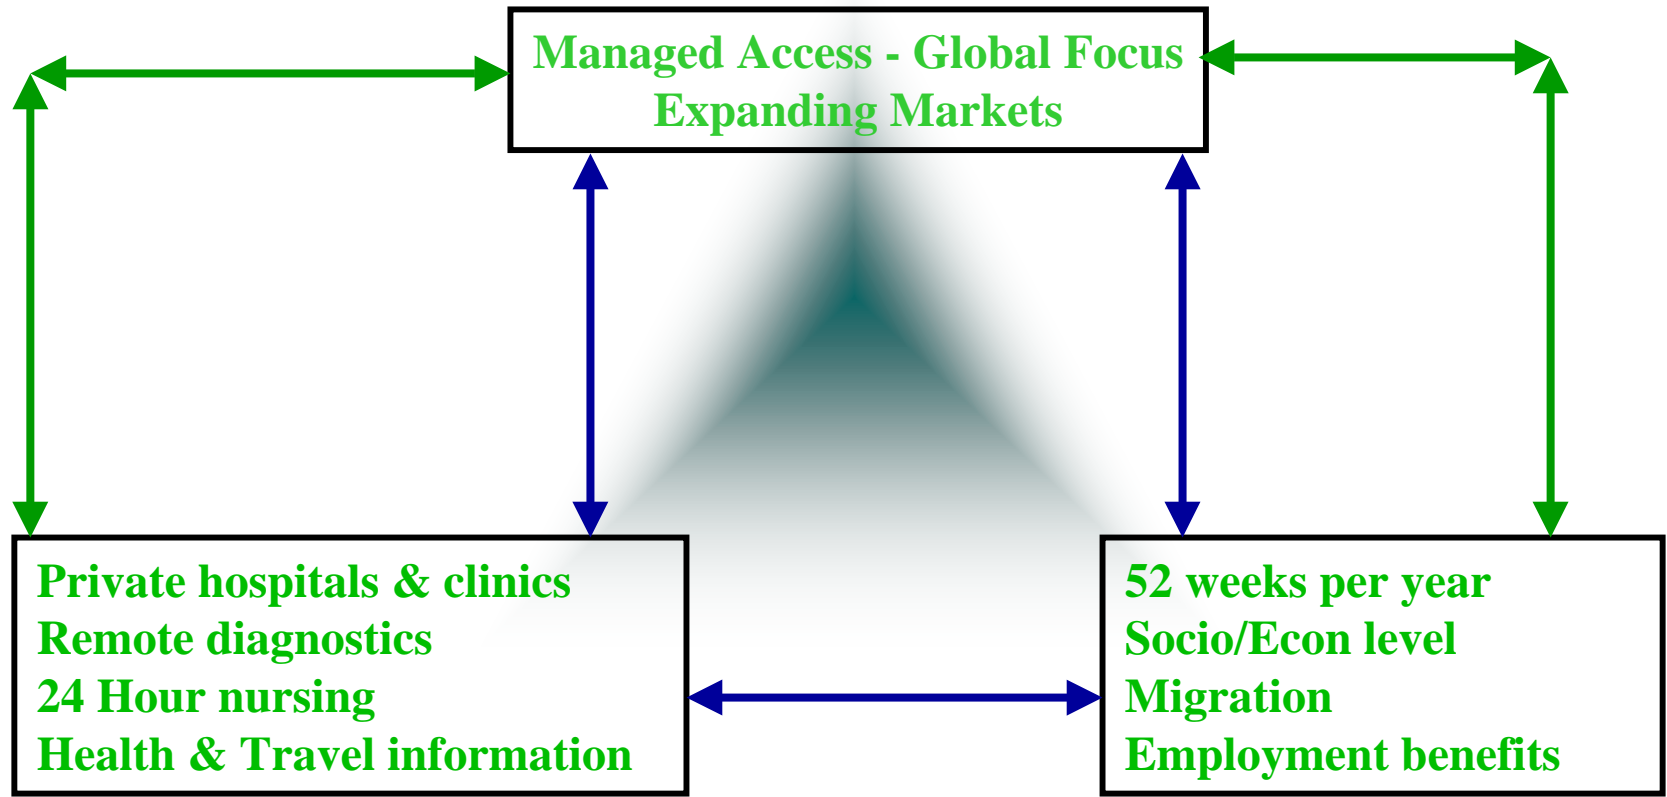 Managed Access - Global Focus
Expanding Markets
Private hospitals & clinics
Remote diagnostics
24 Hour nursing
Health & Travel information
52 weeks per year
Socio/Econ level
Migration
Employment benefits